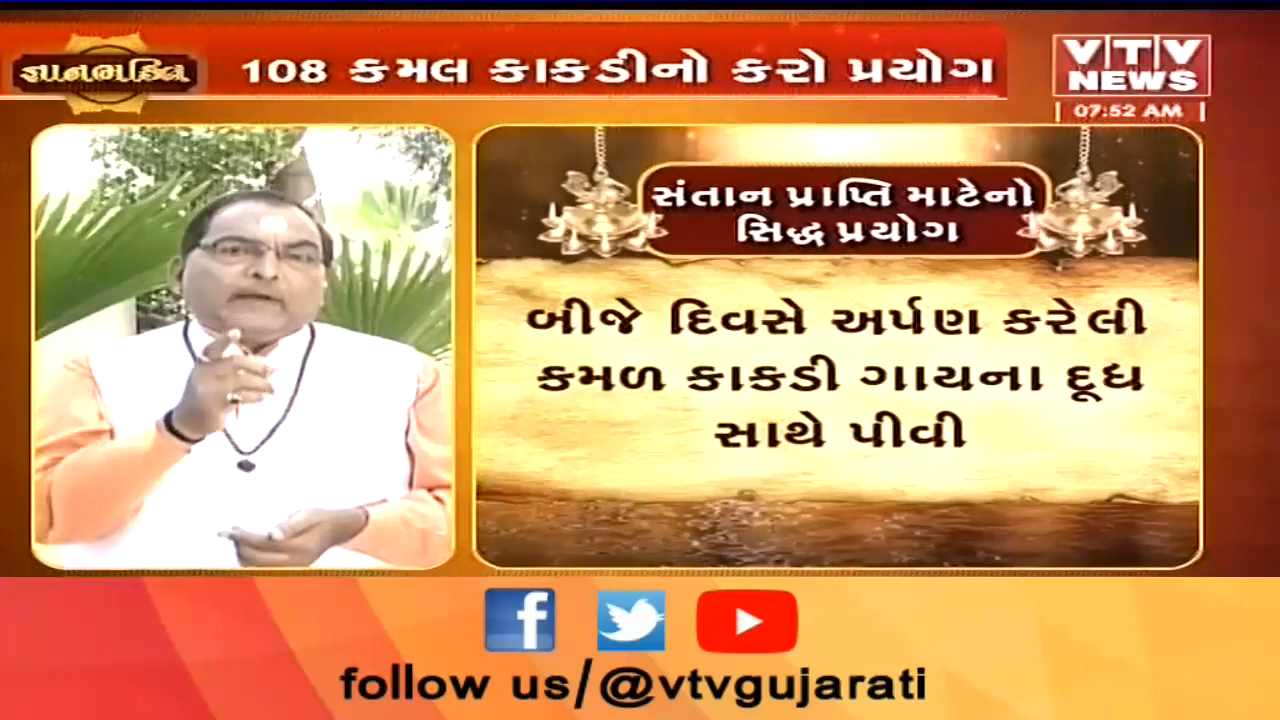 જ્ઞાનભક્તિ
108 કમલ કાકડીનો કરો પ્રયોગ
VTV
NEWS
07:52 AM
સંતાન પ્રાપ્તિ માટેનો
સિદ્ધ પ્રયોગ
બીજે દિવસે અર્પણ કરેલી
કમળ કાકડી ગાયના દૂધ
સાથે પીવી
follow us/@vtvgujarati